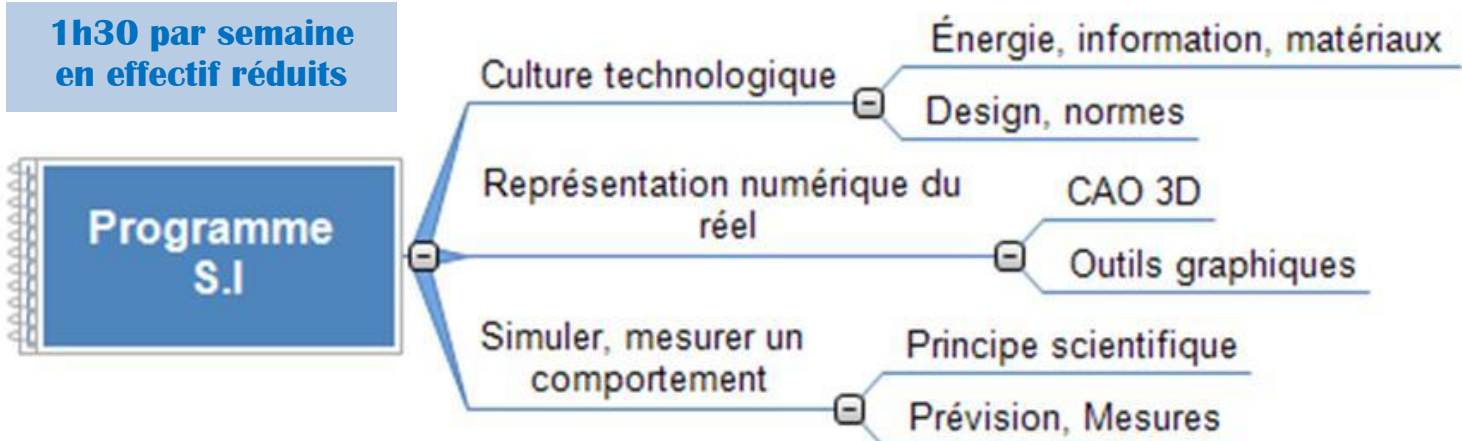 1h30 par semaine
en effectif réduits
Programme
S.I
Culture technologique
Énergie, information, matériaux
Design, normes
Représentation numérique du
réel
CAO 3D
Outils graphiques
Simuler, mesurer un
comportement
Principe scientifique
Prévision, Mesures